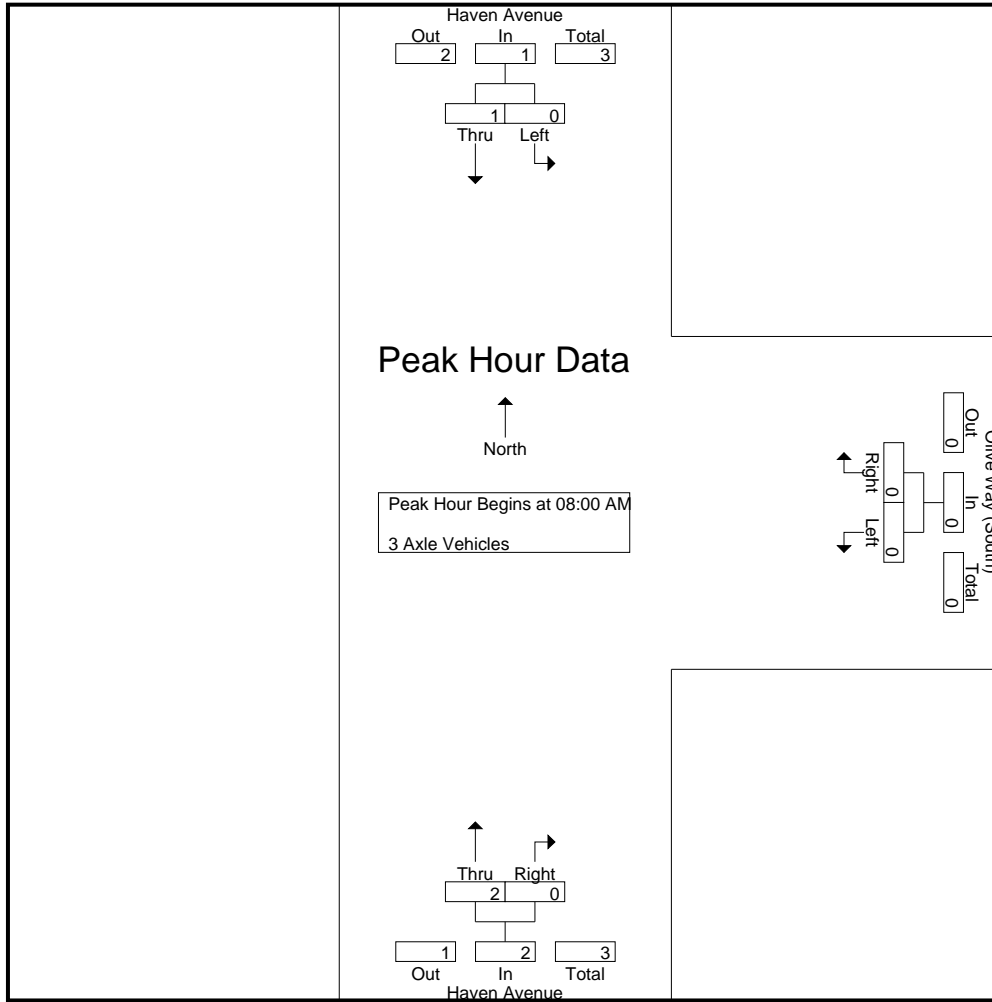 Haven Avenue
Out In Total
2 1 3
1 0
Thru Left
Peak Hour Data
North
Peak Hour Begins at 08:00 AM
3 Axle Vehicles
Out In Total
0 0 0
Right Left
0 0
Thru Right
2 0
1 2 3
Out In Total
Haven Avenue